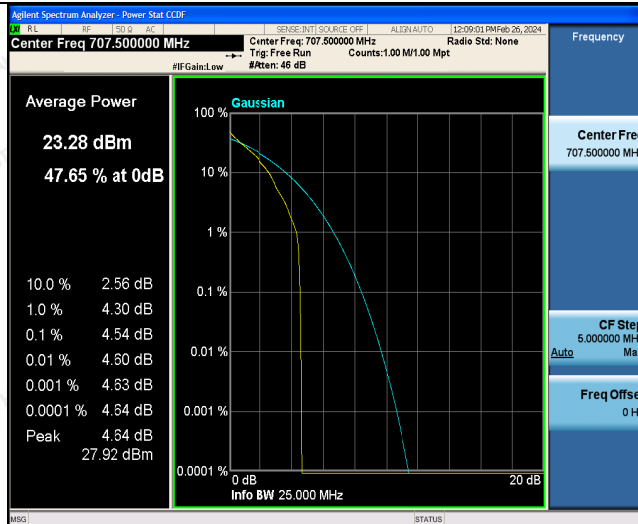 Agilent Spectrum Analyzer - Power Stat CCDF
LXI RL RF 50 Ω AC SENSE:INT SOURCE OFF ALIGN AUTO 12:09:01 PM Feb 26, 2024
Center Freq 707.500000 MHz
Center Freq: 707.500000 MHz Radio Std: None
Trig: Free Run Counts:1.00 M/1.00 Mpt
#IFGain:Low #Atten: 46 dB
Frequency
Average Power
23.28 dBm
47.65 % at 0dB
10.0 % 2.56 dB
1.0 % 4.30 dB
0.1 % 4.54 dB
0.01 % 4.60 dB
0.001 % 4.63 dB
0.0001 % 4.64 dB
Peak 4.64 dB
27.92 dBm
Gaussian
100 %
10 %
1 %
0.1 %
0.01 %
0.001 %
0.0001 %
0 dB 20 dB
Info BW 25.000 MHz
Center Fre
707.500000 MH
CF Ste
5.000000 MH
Auto Ma
Freq Offse
0 H
MSG STATUS